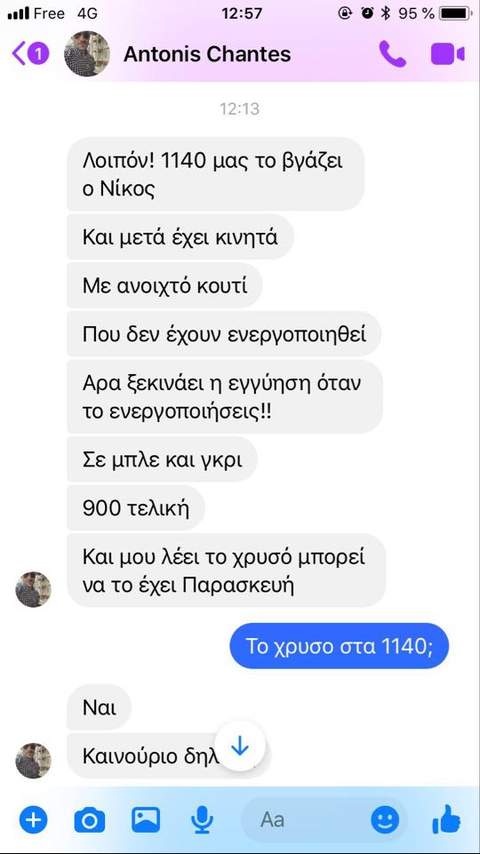 Free 4G 12:57 95 %
1 Antonis Chantes
12:13
Λοιπόν! 1140 μας το βγάζει
ο Νίκος
Και μετά έχει κινητά
Με ανοιχτό κουτί
Που δεν έχουν ενεργοποιηθεί
Αρα ξεκινάει η εγγύηση όταν
το ενεργοποιήσεις!!
Σε μπλε και γκρι
900 τελική
Και μου λέει το χρυσό μπορεί
να το έχει Παρασκευή
Το χρυσο στα 1140;
Ναι
Καινούριο
Aa